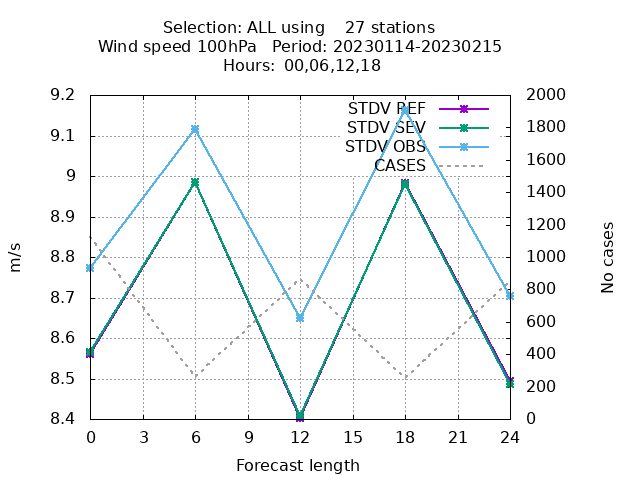 Selection: ALL using    27 stations
Wind speed 100hPa   Period: 20230114-20230215
Hours: 00,06,12,18
STDV REF
STDV SEV
STDV OBS
CASES
9.2
9.1
9
8.9
8.8
8.7
8.6
8.5
8.4
2000
1800
1600
1400
1200
1000
800
600
400
200
0
m/s
No cases
0 3 6 9 12 15 18 21 24
Forecast length